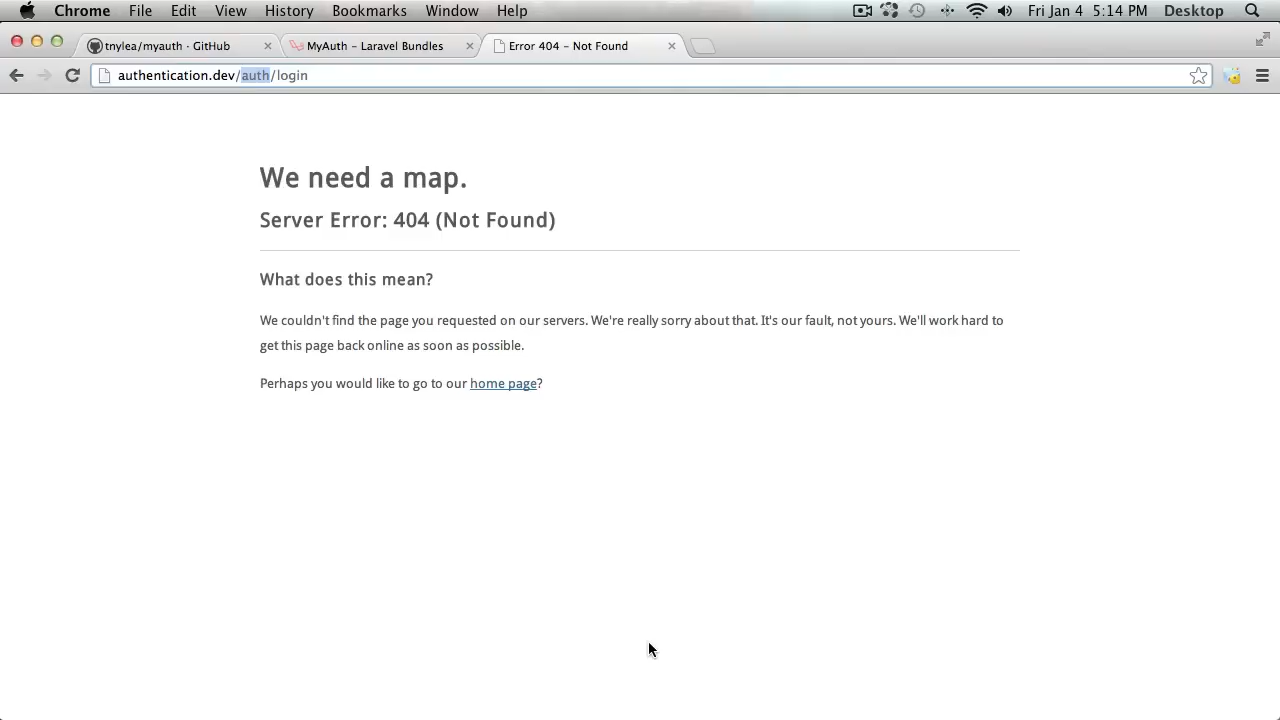 Chrome File Edit View History Bookmarks Window Help Fri Jan 4 5:14 PM Desktop
tnylea/myauth · GitHub MyAuth – Laravel Bundles Error 404 – Not Found
authentication.dev/auth/login
We need a map.
Server Error: 404 (Not Found)
What does this mean?
We couldn't find the page you requested on our servers. We're really sorry about that. It's our fault, not yours. We'll work hard to
get this page back online as soon as possible.
Perhaps you would like to go to our home page?